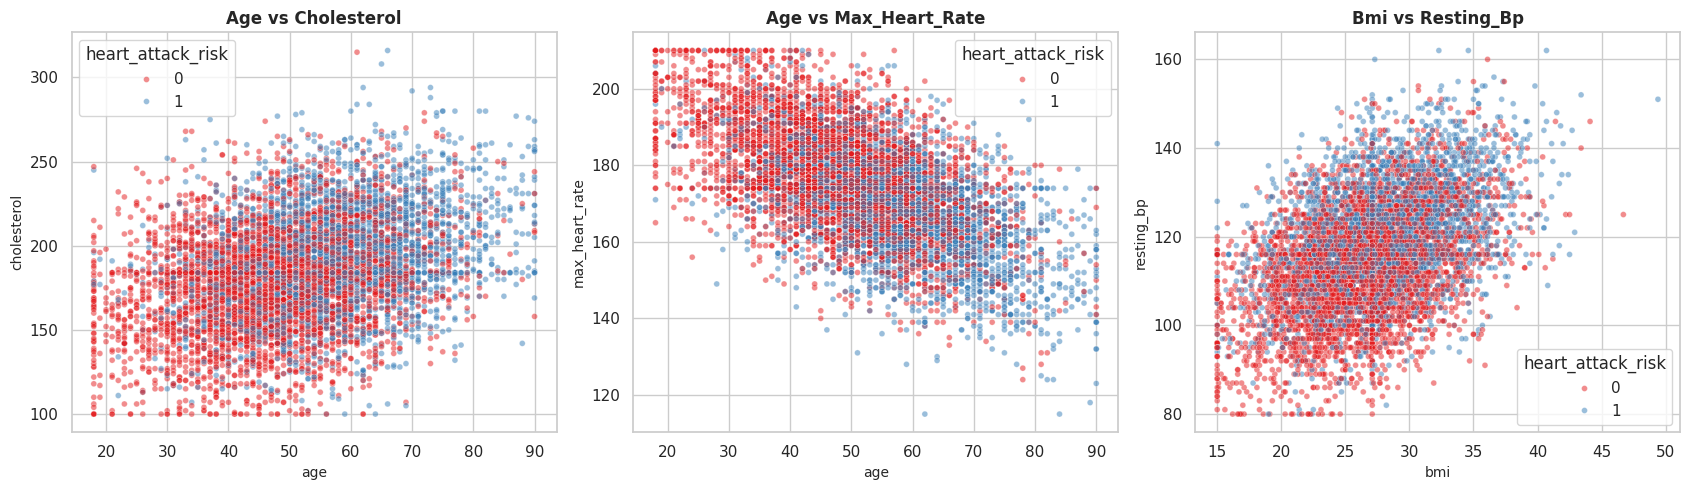 Age vs Cholesterol
heart_attack_risk
0
1
300
250
200
150
100
cholesterol
20 30 40 50 60 70 80 90
age
Age vs Max_Heart_Rate
heart_attack_risk
0
1
200
180
160
140
120
max_heart_rate
20 30 40 50 60 70 80 90
age
Bmi vs Resting_Bp
160
140
120
100
80
resting_bp
heart_attack_risk
0
1
15 20 25 30 35 40 45 50
bmi